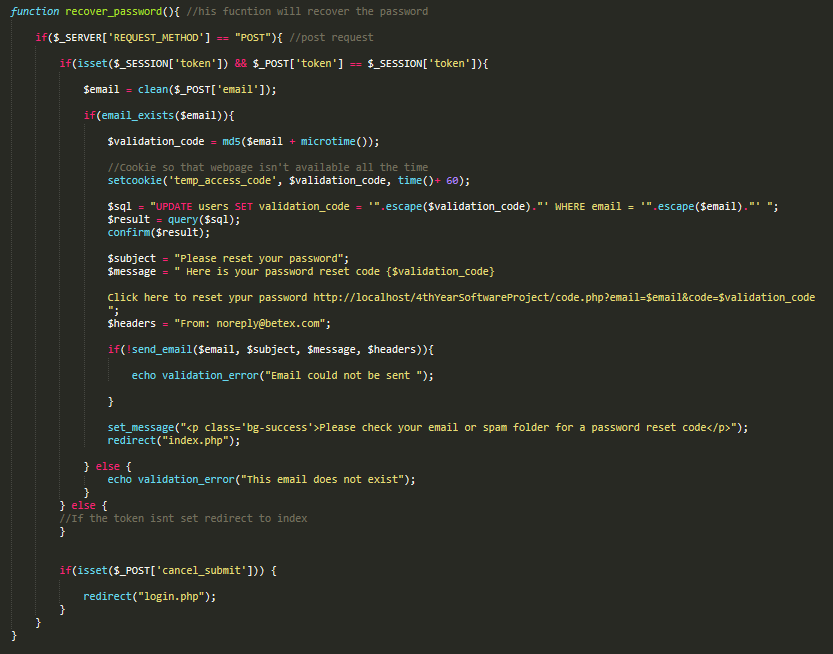 function recover_password(){ //his fucntion will recover the password
if($_SERVER['REQUEST_METHOD'] == "POST"){ //post request
if(isset($_SESSION['token']) && $_POST['token'] == $_SESSION['token']){
$email = clean($_POST['email']);
if(email_exists($email)){
$validation_code = md5($email + microtime());
//Cookie so that webpage isn't available all the time
setcookie('temp_access_code', $validation_code, time()+ 60);
$sql = "UPDATE users SET validation_code = '".escape($validation_code)."' WHERE email = '".escape($email)."' ";
$result = query($sql);
confirm($result);
$subject = "Please reset your password";
$message = " Here is your password reset code {$validation_code}
Click here to reset ypur password http://localhost/4thYearSoftwareProject/code.php?email=$email&code=$validation_code
";
$headers = "From: noreply@betex.com";
if(!send_email($email, $subject, $message, $headers)){
echo validation_error("Email could not be sent ");
}
set_message("<p class='bg-success'>Please check your email or spam folder for a password reset code</p>");
redirect("index.php");
} else {
echo validation_error("This email does not exist");
}
} else {
//If the token isnt set redirect to index
}
if(isset($_POST['cancel_submit'])) {
redirect("login.php");
}
}
}